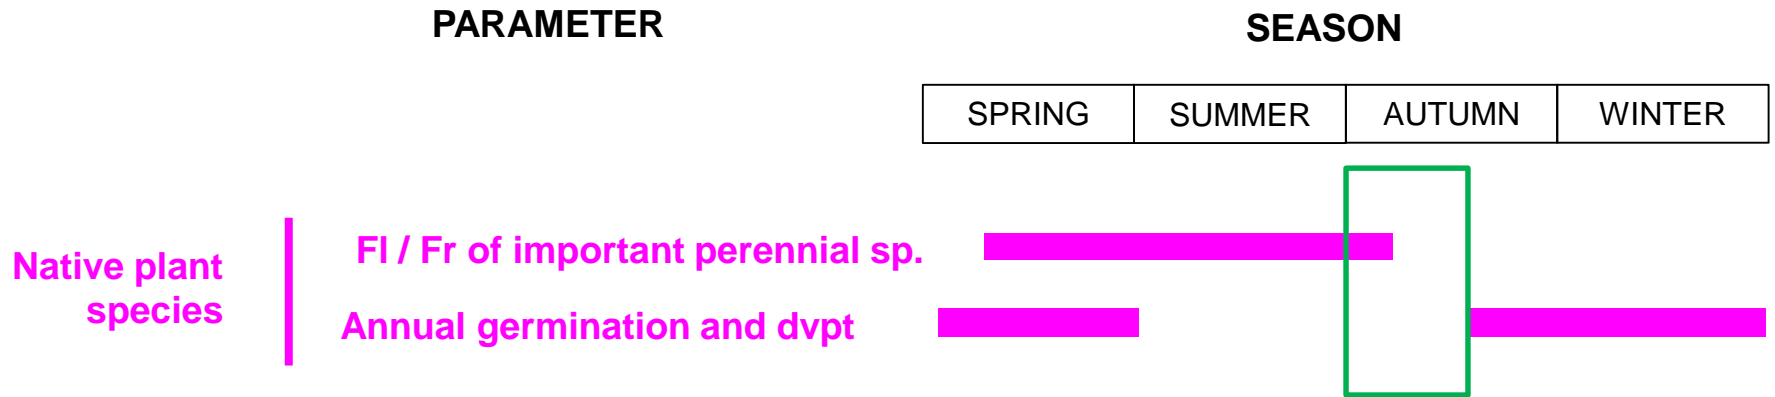 PARAMETER
SEASON
SPRING
SUMMER
AUTUMN
WINTER
Native plant
species
Fl / Fr of important perennial sp.
Annual germination and dvpt